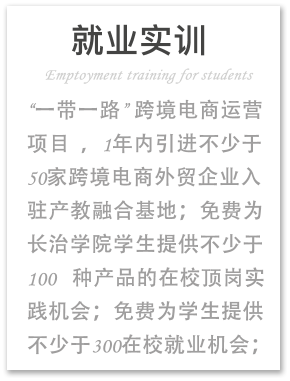 就业实训
Emptoyment training for students
“一带一路”跨境电商运营
项目，1年内引进不少于
50家跨境电商外贸企业入
驻产教融合基地；免费为
长治学院学生提供不少于
100 种产品的在校顶岗实
践机会；免费为学生提供
不少于300在校就业机会；